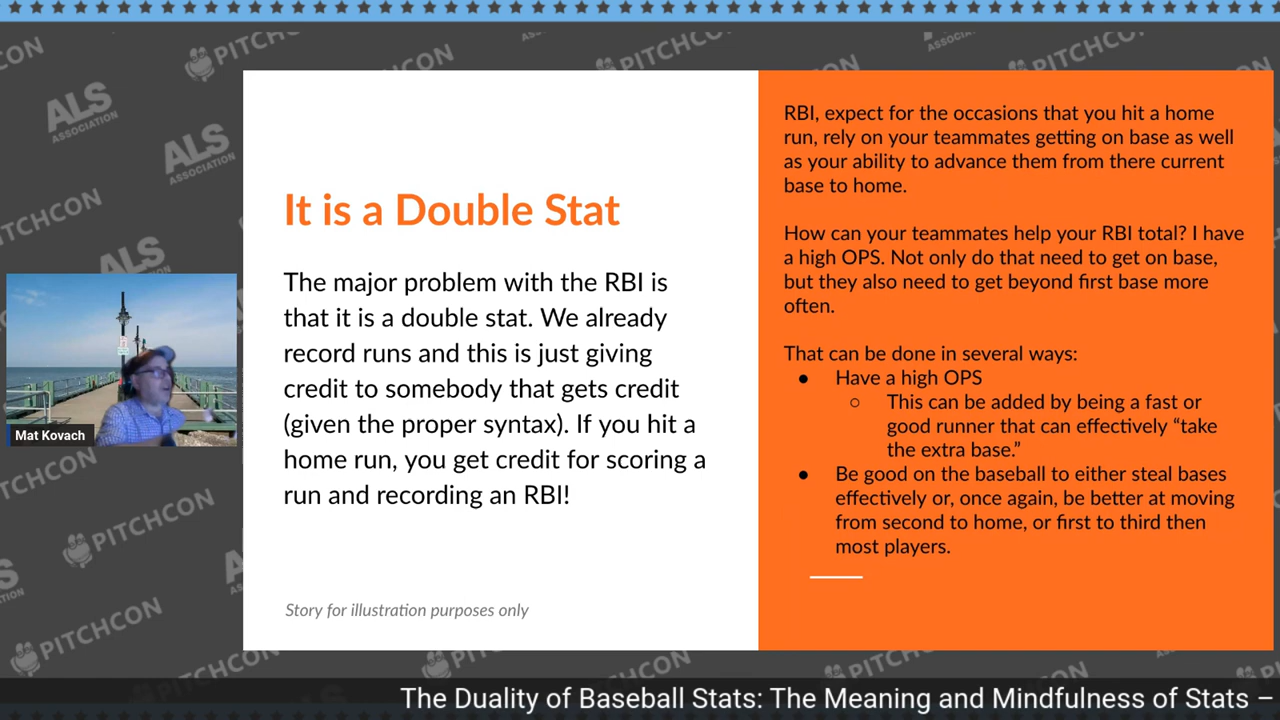 PITCHCON
ALS
ASSOCIATION
It is a Double Stat
The major problem with the RBI is
that it is a double stat. We already
record runs and this is just giving
credit to somebody that gets credit
(given the proper syntax). If you hit a
home run, you get credit for scoring a
run and recording an RBI!
Story for illustration purposes only
RBI, expect for the occasions that you hit a home
run, rely on your teammates getting on base as well
as your ability to advance them from there current
base to home.
How can your teammates help your RBI total? I have
a high OPS. Not only do that need to get on base,
but they also need to get beyond first base more
often.
That can be done in several ways:
● Have a high OPS
○ This can be added by being a fast or
good runner that can effectively “take
the extra base.”
● Be good on the baseball to either steal bases
effectively or, once again, be better at moving
from second to home, or first to third then
most players.
Mat Kovach
The Duality of Baseball Stats: The Meaning and Mindfulness of Stats –